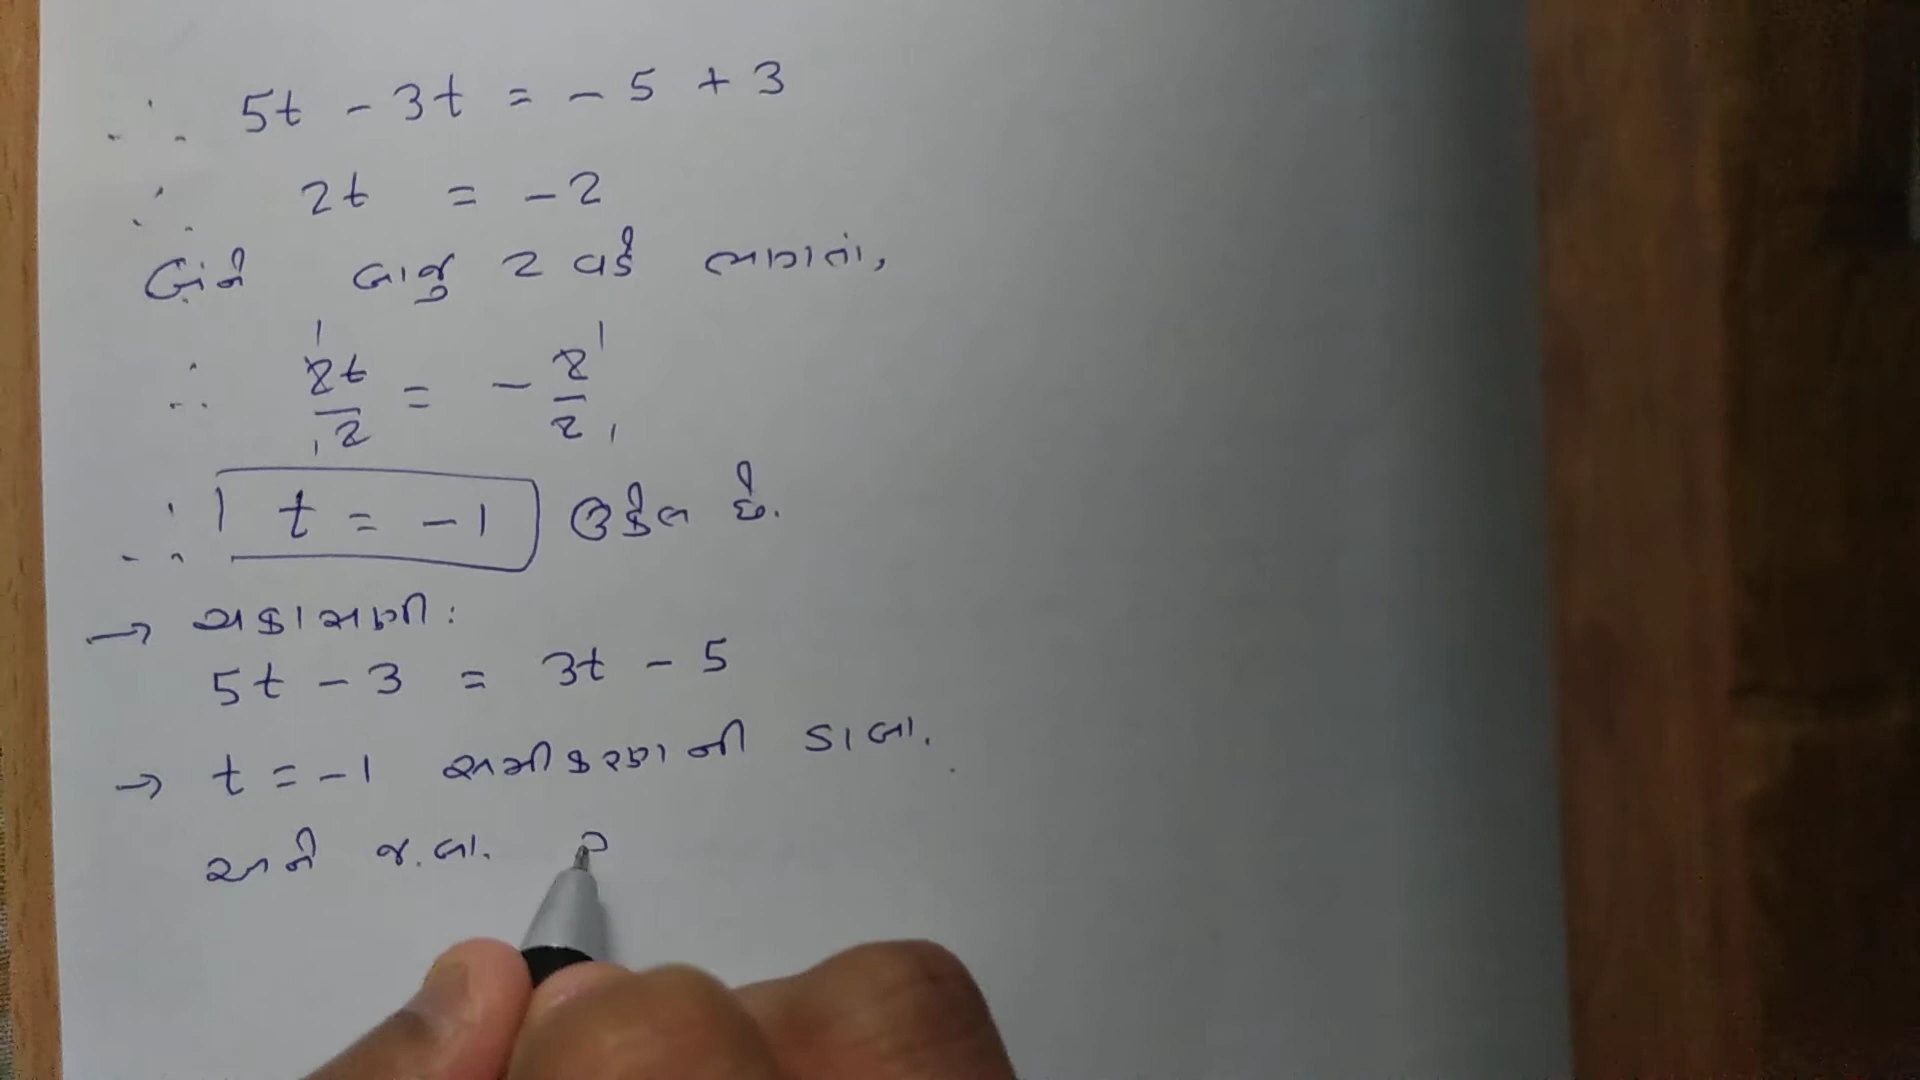 ∴ 5t - 3t = - 5 + 3
∴ 2t = - 2
બંને બાજુ 2 વડે ભાગતાં,
∴ 2t/2 = - 2/2
∴ t = - 1 ઉકેલ છે.
→ ચકાસણી:
5t - 3 = 3t - 5
→ t = - 1 સમીકરણની ડાબા.
અને જ.બા.